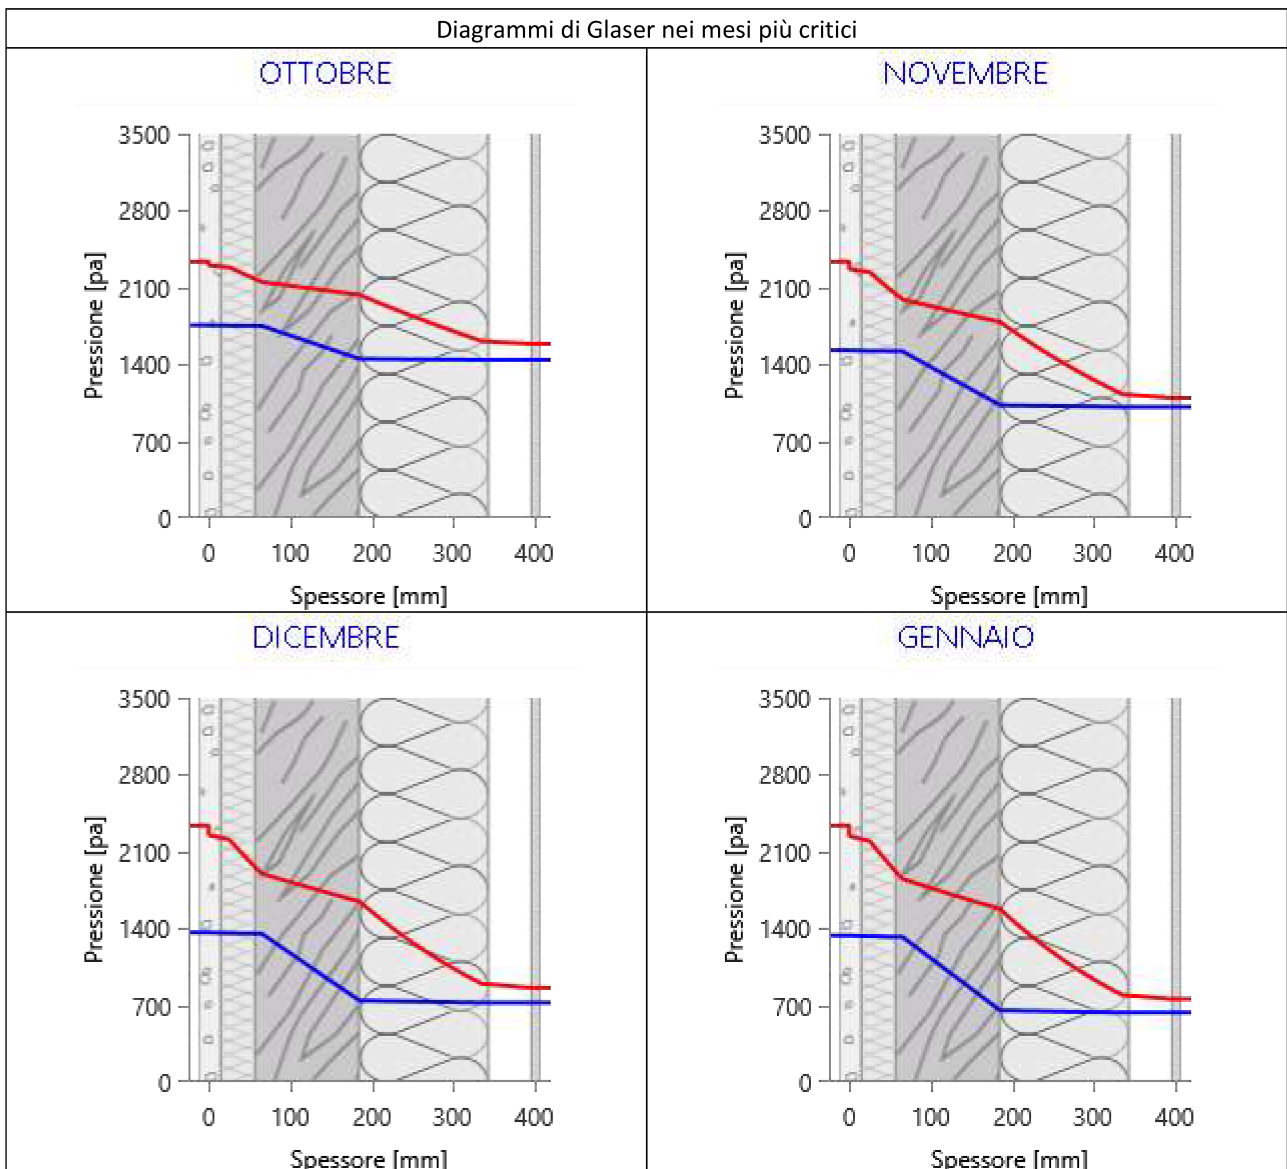 Diagrammi di Glaser nei mesi più critici
OTTOBRE
3500
2800
2100
1400
700
0
Pressione [pa]
0 100 200 300 400
Spessore [mm]
NOVEMBRE
3500
2800
2100
1400
700
0
Pressione [pa]
0 100 200 300 400
Spessore [mm]
DICEMBRE
3500
2800
2100
1400
700
0
Pressione [pa]
0 100 200 300 400
Spessore [mm]
GENNAIO
3500
2800
2100
1400
700
0
Pressione [pa]
0 100 200 300 400
Spessore [mm]